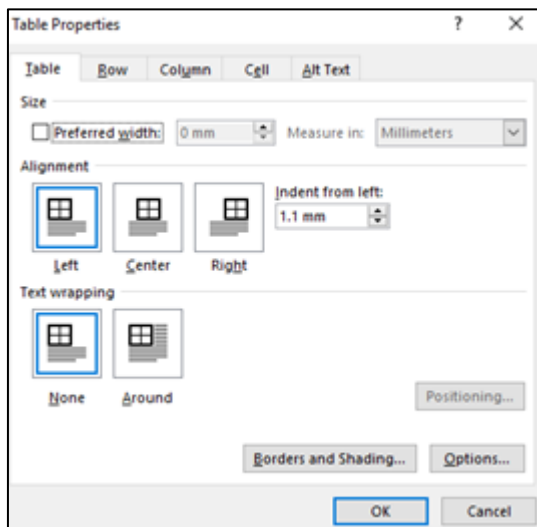 Table Properties ? ×
Table Row Column Cell Alt Text
Size
Preferred width: 0 mm Measure in: Millimeters
Alignment
Indent from left:
1.1 mm
Left Center Right
Text wrapping
None Around
Positioning...
Borders and Shading... Options...
OK Cancel